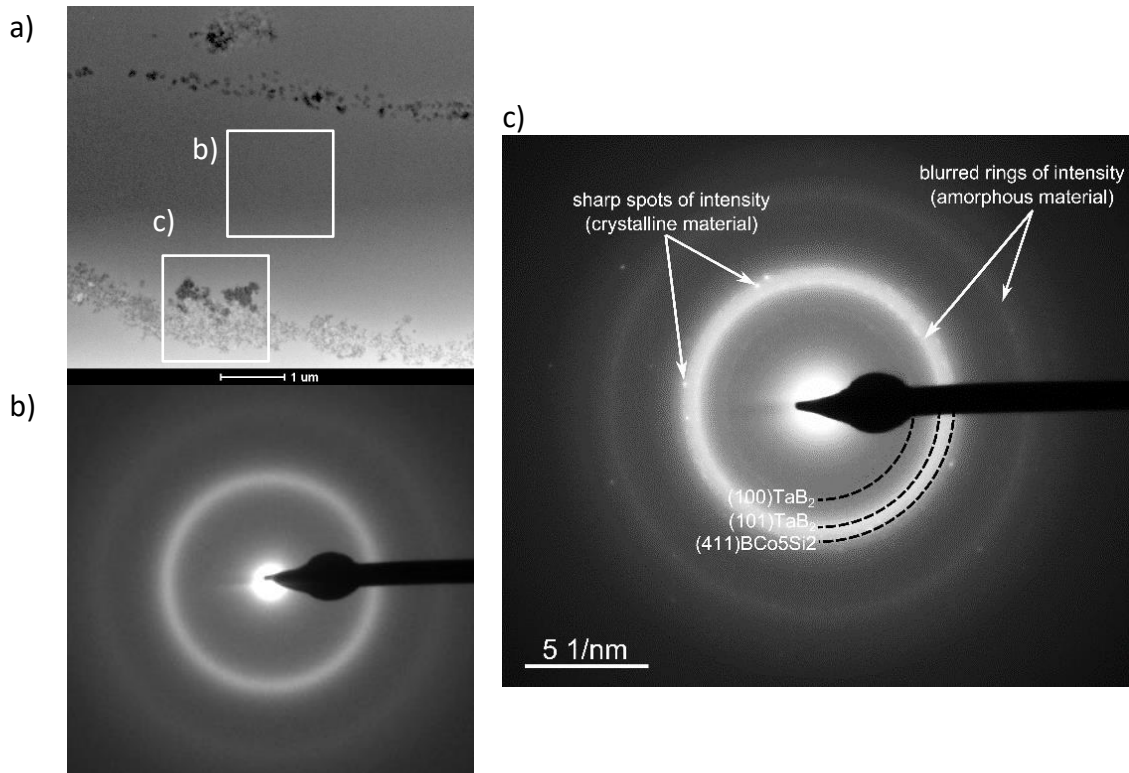 a)
b)
c)
1 um
b)
c)
sharp spots of intensity
(crystalline material)
blurred rings of intensity
(amorphous material)
(100)TaB₂
(101)TaB₂
(411)BCo5Si2
5 1/nm